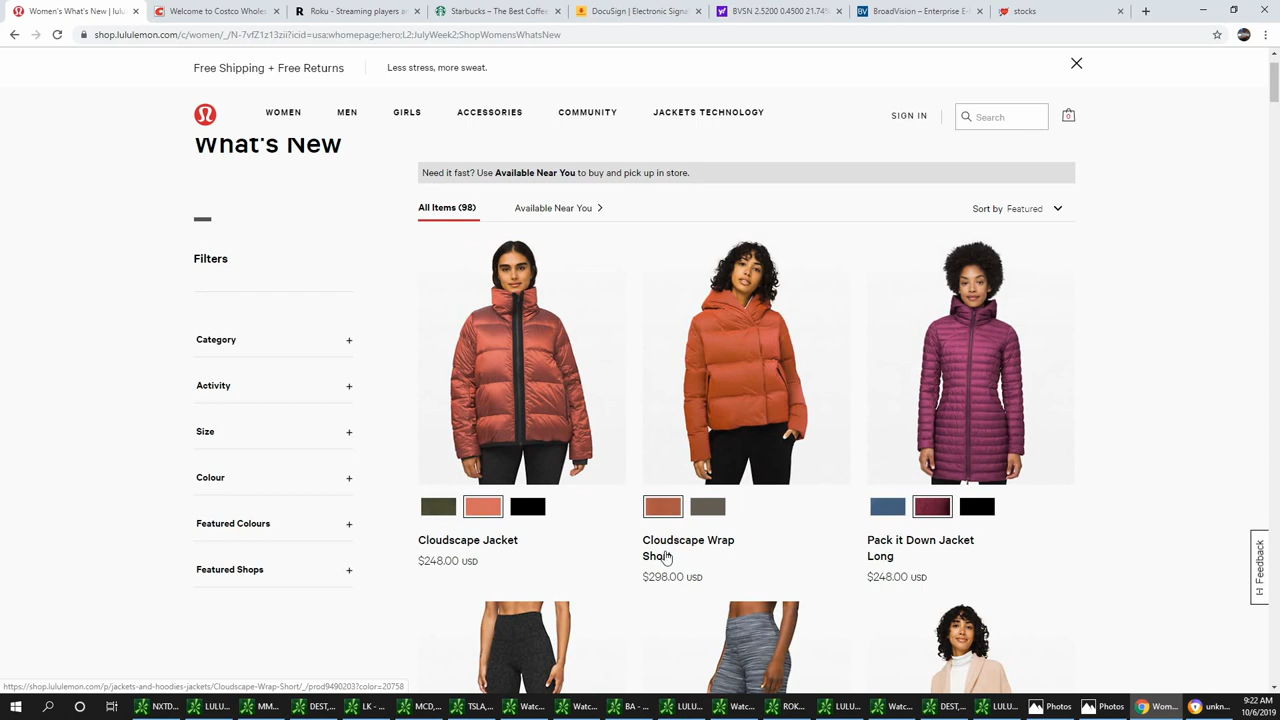 Women's What's New | lulu
Welcome to Costco Wholes
Roku - Streaming players an
Starbucks – The Best Coffee
DocuSign | Electronic Signa
BVSN 2.5200 0.4500 21.74%
BroadVision – Enterprise E-
stocks
shop.lululemon.com/c/women/_/N-7vfZ1z13zii?icid=usa:whomepage;hero;L2;JulyWeek2;ShopWomensWhatsNew
Free Shipping + Free Returns
Less stress, more sweat.
WOMEN MEN GIRLS ACCESSORIES COMMUNITY JACKETS TECHNOLOGY
SIGN IN
Search
0
What's New
Need it fast? Use Available Near You to buy and pick up in store.
All Items (98)
Available Near You
Sort by Featured
Filters
Category +
Activity +
Size +
Colour +
Featured Colours +
Featured Shops +
Cloudscape Jacket
$248.00 USD
Cloudscape Wrap
Short
$298.00 USD
Pack it Down Jacket
Long
$248.00 USD
Feedback
https://shop.lululemon.com/p/jackets-and-hoodies-jackets/Cloudscape-Wrap-Short/_/prod9490203?color=20758
NXTD... LULU... MM... DEST,... LK - ... MCD,... TSLA,... Watc... Watc... BA - ... LULU... Watc... ROK... LULU... Watc... DEST,... LULU... Photos Photos Wom... unkn...
9:22 AM
10/6/2019